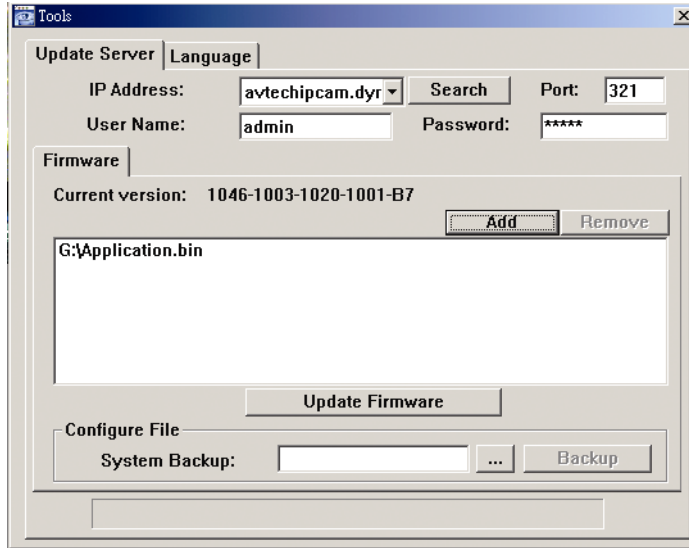 Tools
Update Server Language
IP Address: avtechipcam.dyr Search Port: 321
User Name: admin Password: *****
Firmware
Current version: 1046-1003-1020-1001-B7
Add Remove
G:\Application.bin
Update Firmware
Configure File
System Backup: ... Backup